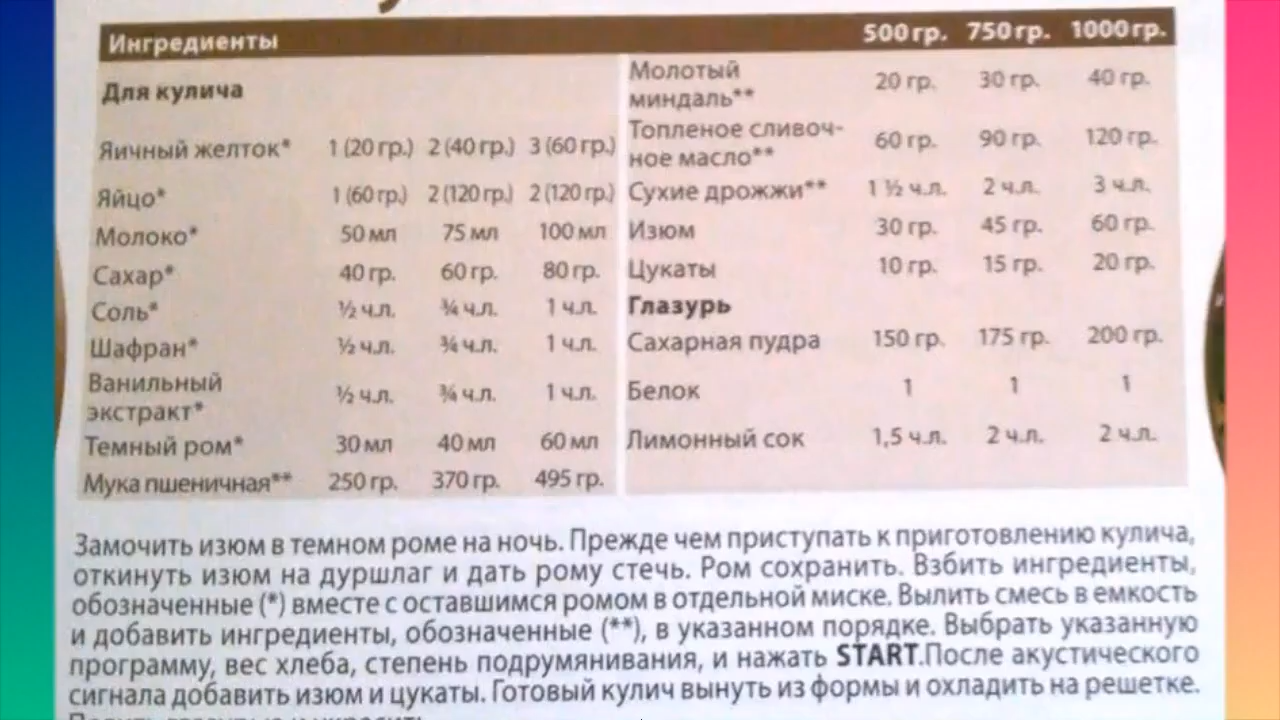 Ингредиенты 500 гр. 750 гр. 1000 гр.
Для кулича
Яичный желток* 1 (20 гр.) 2 (40 гр.) 3 (60 гр.)
Яйцо* 1 (60 гр.) 2 (120 гр.) 2 (120 гр.)
Молоко* 50 мл 75 мл 100 мл
Сахар* 40 гр. 60 гр. 80 гр.
Соль* ½ ч.л. ¾ ч.л. 1 ч.л.
Шафран* ½ ч.л. ¾ ч.л. 1 ч.л.
Ванильный
экстракт* ½ ч.л. ¾ ч.л. 1 ч.л.
Темный ром* 30 мл 40 мл 60 мл
Мука пшеничная** 250 гр. 370 гр. 495 гр.
Молотый
миндаль** 20 гр. 30 гр. 40 гр.
Топленое сливоч-
ное масло** 60 гр. 90 гр. 120 гр.
Сухие дрожжи** 1 ½ ч.л. 2 ч.л. 3 ч.л.
Изюм 30 гр. 45 гр. 60 гр.
Цукаты 10 гр. 15 гр. 20 гр.
Глазурь
Сахарная пудра 150 гр. 175 гр. 200 гр.
Белок 1 1 1
Лимонный сок 1,5 ч.л. 2 ч.л. 2 ч.л.
Замочить изюм в темном роме на ночь. Прежде чем приступать к приготовлению кулича,
откинуть изюм на дуршлаг и дать рому стечь. Ром сохранить. Взбить ингредиенты,
обозначенные (*) вместе с оставшимся ромом в отдельной миске. Вылить смесь в емкость
и добавить ингредиенты, обозначенные (**), в указанном порядке. Выбрать указанную
программу, вес хлеба, степень подрумянивания, и нажать START.После акустического
сигнала добавить изюм и цукаты. Готовый кулич вынуть из формы и охладить на решетке.